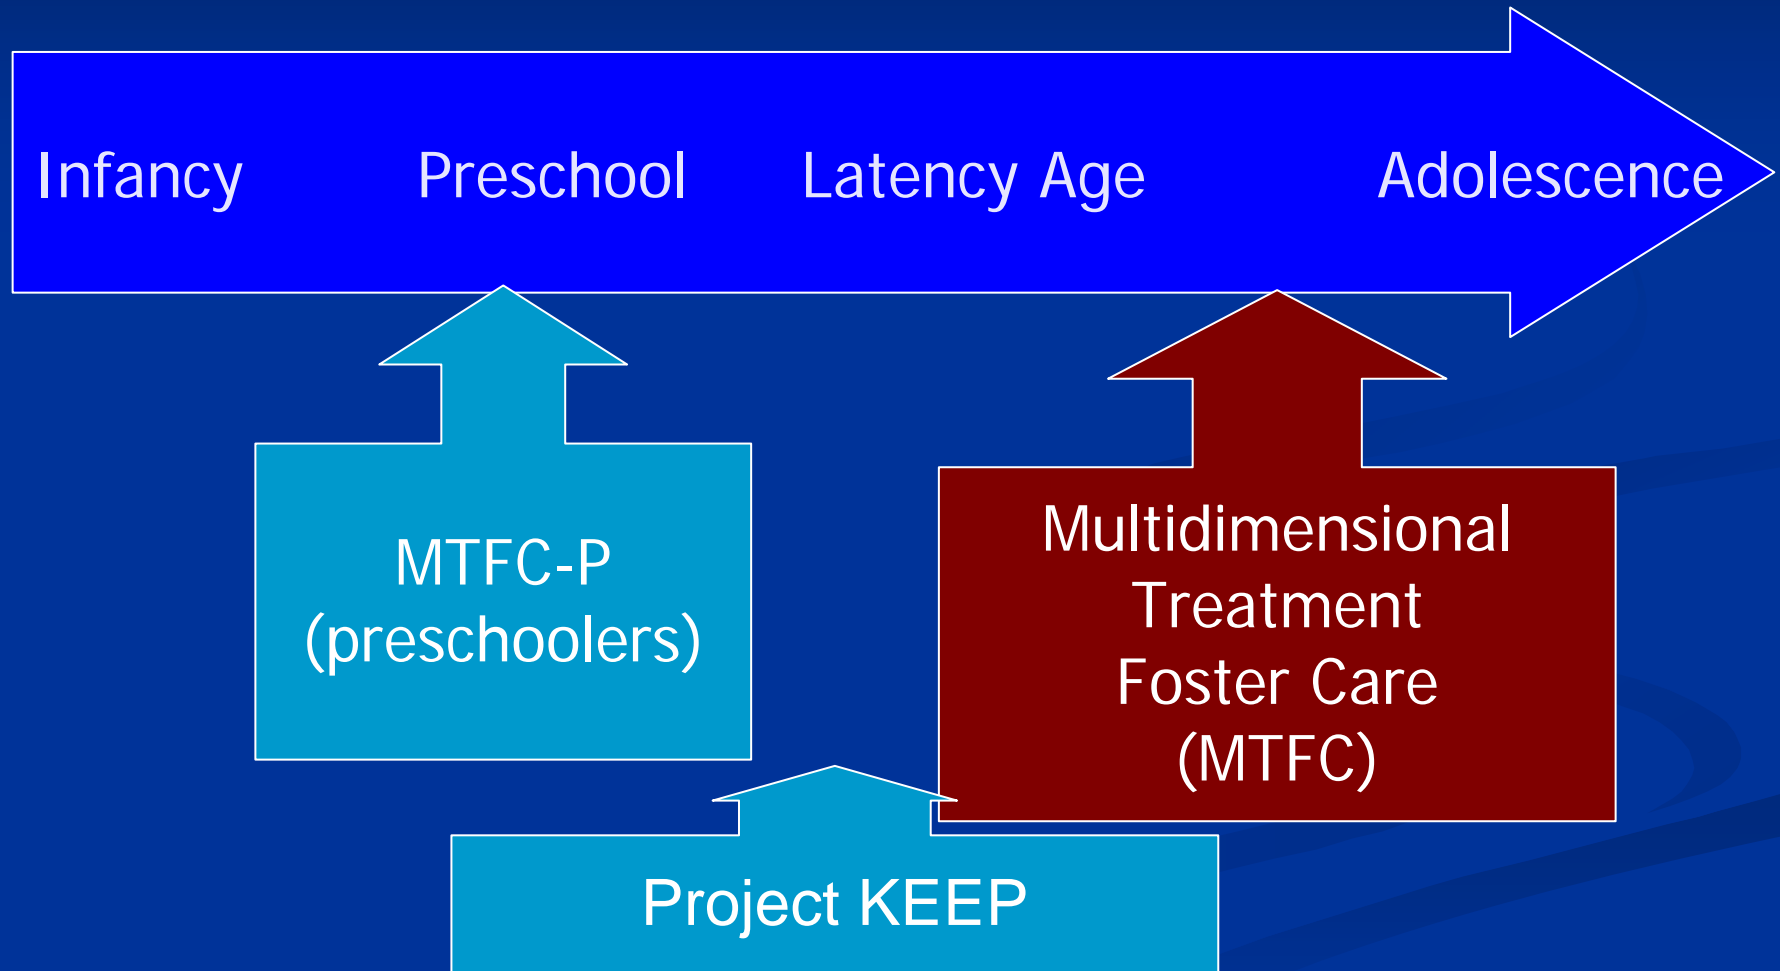 Infancy Preschool Latency Age Adolescence
MTFC-P
(preschoolers)
Multidimensional
Treatment
Foster Care
(MTFC)
Project KEEP